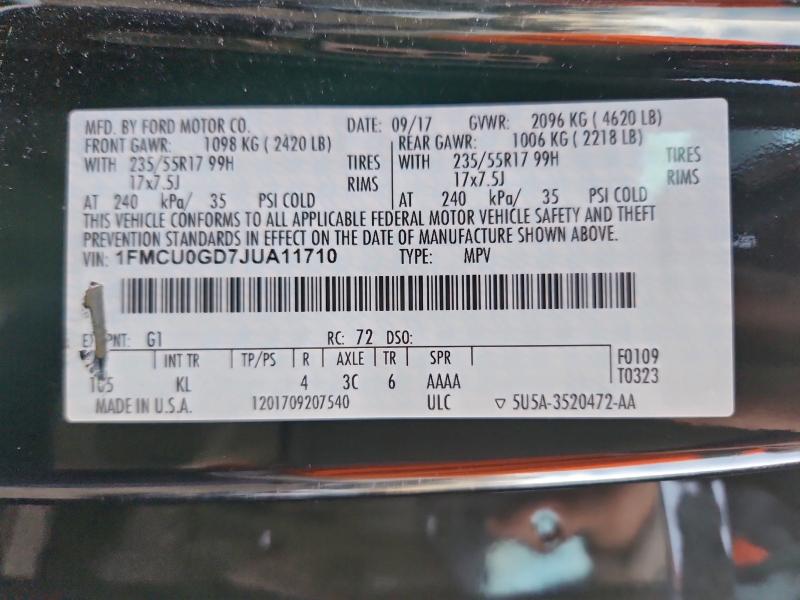 MFD. BY FORD MOTOR CO. DATE: 09/17 GVWR: 2096 KG ( 4620 LB)
FRONT GAWR: 1098 KG ( 2420 LB) REAR GAWR: 1006 KG ( 2218 LB)
WITH 235/55R17 99H TIRES WITH 235/55R17 99H TIRES
17x7.5J RIMS 17x7.5J RIMS
AT 240 kPa/ 35 PSI COLD AT 240 kPa/ 35 PSI COLD
THIS VEHICLE CONFORMS TO ALL APPLICABLE FEDERAL MOTOR VEHICLE SAFETY AND THEFT
PREVENTION STANDARDS IN EFFECT ON THE DATE OF MANUFACTURE SHOWN ABOVE.
VIN: 1FMCU0GD7JUA11710 TYPE: MPV
G1 RC: 72 DSO:
INT TR TP/PS R AXLE TR SPR F0109
KL 4 3C 6 AAAA T0323
MADE IN U.S.A. 1201709207540 ULC ▽ 5U5A-3520472-AA